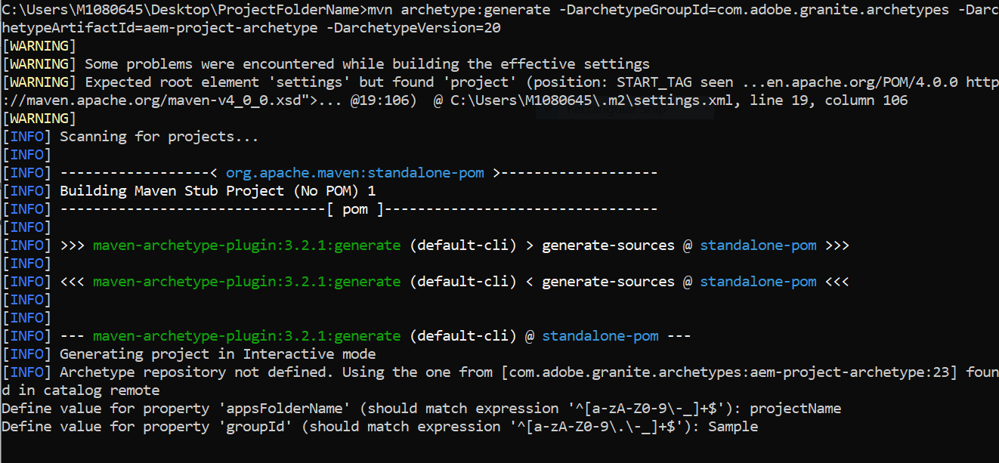 C:\Users\M1080645\Desktop\ProjectFolderName>mvn archetype:generate -DarchetypeGroupId=com.adobe.granite.archetypes -Darc
hetypeArtifactId=aem-project-archetype -DarchetypeVersion=20
[WARNING]
[WARNING] Some problems were encountered while building the effective settings
[WARNING] Expected root element 'settings' but found 'project' (position: START_TAG seen ...en.apache.org/POM/4.0.0 http
://maven.apache.org/maven-v4_0_0.xsd">... @19:106)  @ C:\Users\M1080645\.m2\settings.xml, line 19, column 106
[WARNING]
[INFO] Scanning for projects...
[INFO]
[INFO] ------------------< org.apache.maven:standalone-pom >-------------------
[INFO] Building Maven Stub Project (No POM) 1
[INFO] --------------------------------[ pom ]---------------------------------
[INFO]
[INFO] >>> maven-archetype-plugin:3.2.1:generate (default-cli) > generate-sources @ standalone-pom >>>
[INFO]
[INFO] <<< maven-archetype-plugin:3.2.1:generate (default-cli) < generate-sources @ standalone-pom <<<
[INFO]
[INFO]
[INFO] --- maven-archetype-plugin:3.2.1:generate (default-cli) @ standalone-pom ---
[INFO] Generating project in Interactive mode
[INFO] Archetype repository not defined. Using the one from [com.adobe.granite.archetypes:aem-project-archetype:23] foun
d in catalog remote
Define value for property 'appsFolderName' (should match expression '^[a-zA-Z0-9\-_]+$'): projectName
Define value for property 'groupId' (should match expression '^[a-zA-Z0-9\.\-_]+$'): Sample